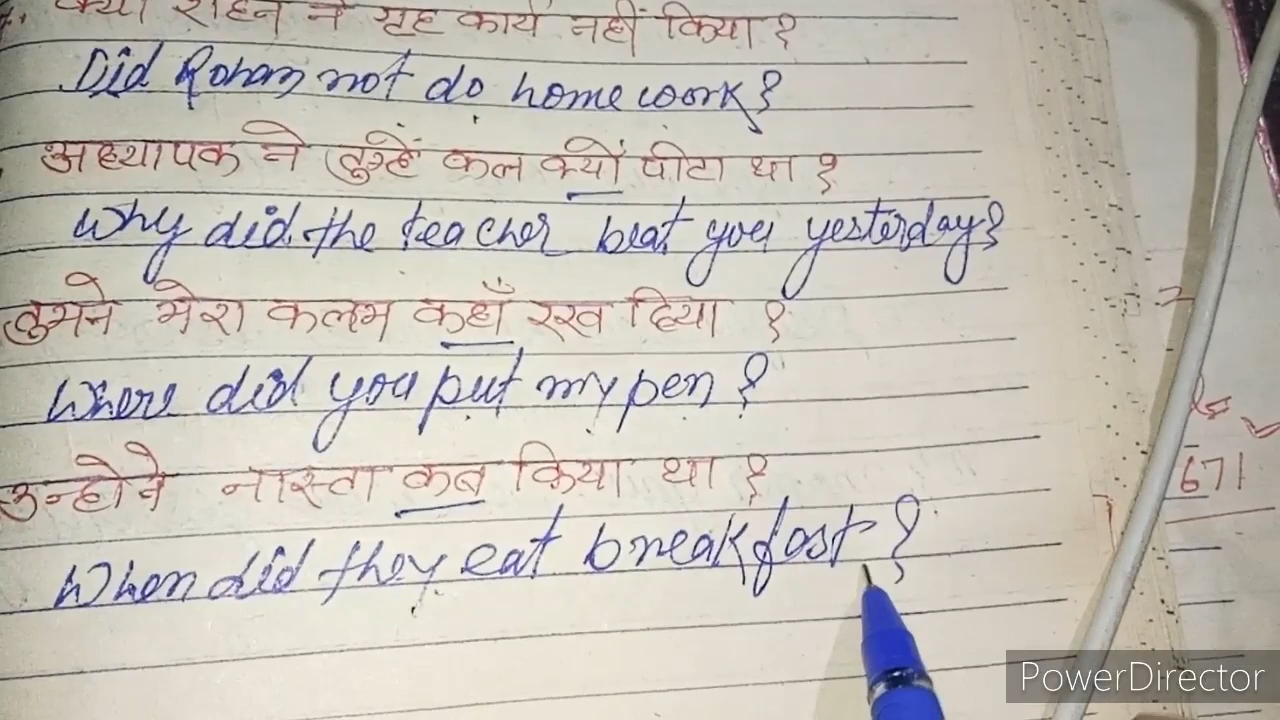 क्या रोहन ने गृह कार्य नहीं किया ?
Did Rohan not do home work?
अध्यापक ने तुम्हें कल क्यों पीटा था ?
Why did the teacher beat you yesterday?
तुमने मेरा कलम कहाँ रख दिया ?
Where did you put my pen ?
उन्होने नास्ता कब किया था ?
When did they eat breakfast ?
671
PowerDirector